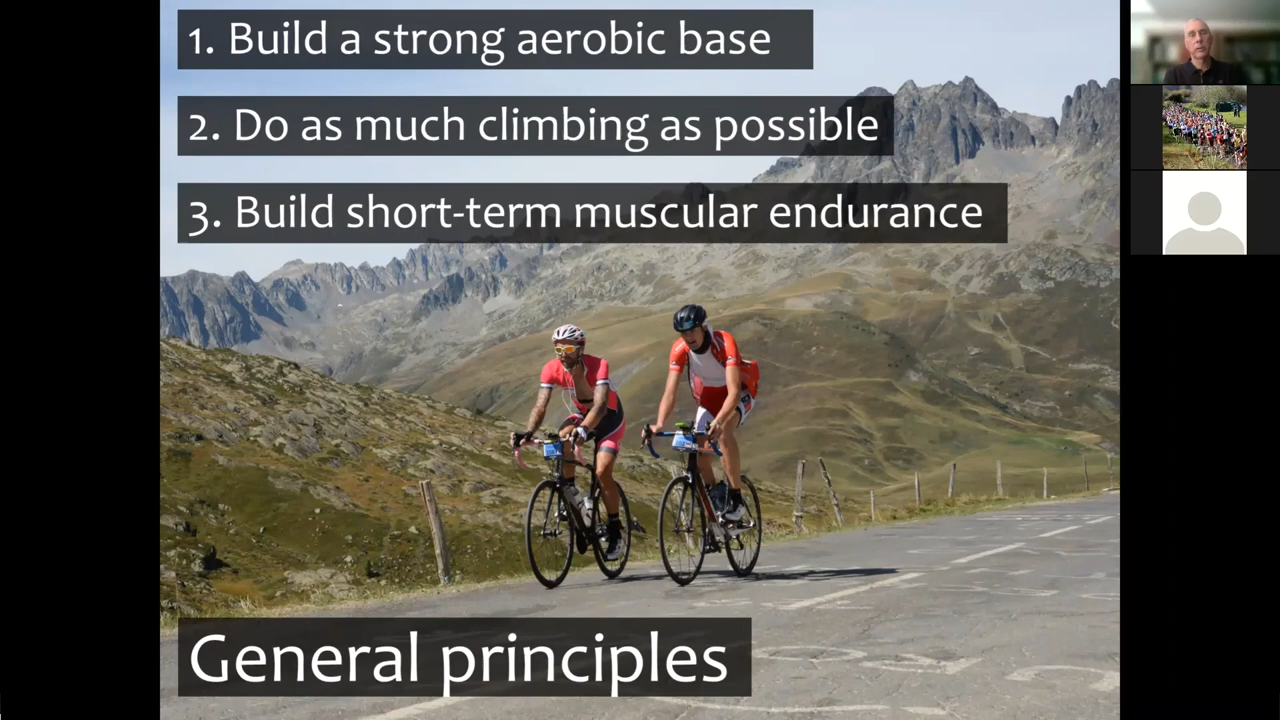 1. Build a strong aerobic base
2. Do as much climbing as possible
3. Build short-term muscular endurance
General principles